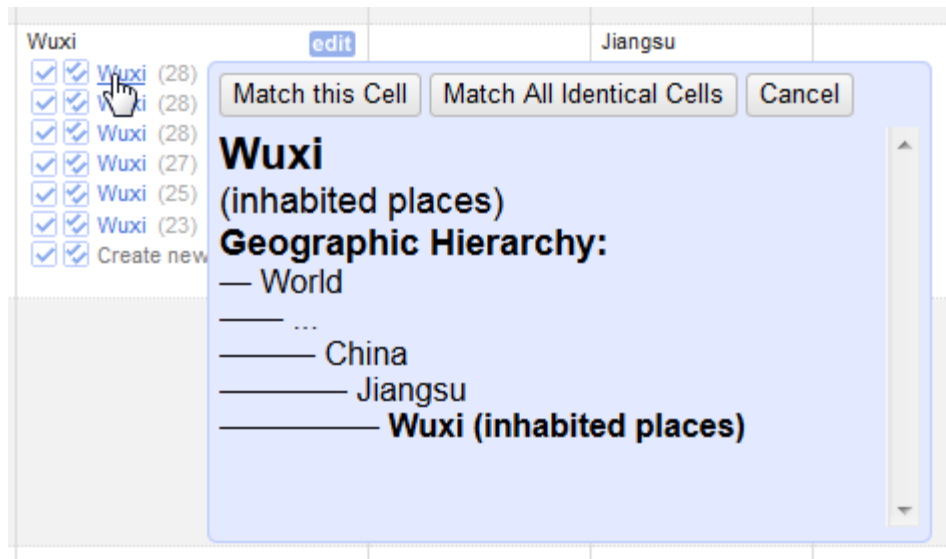 Wuxi edit Jiangsu
Wuxi (28)
Wuxi (28)
Wuxi (28)
Wuxi (27)
Wuxi (25)
Wuxi (23)
Create new
Match this Cell Match All Identical Cells Cancel
Wuxi
(inhabited places)
Geographic Hierarchy:
— World
—— ...
——— China
———— Jiangsu
————— Wuxi (inhabited places)